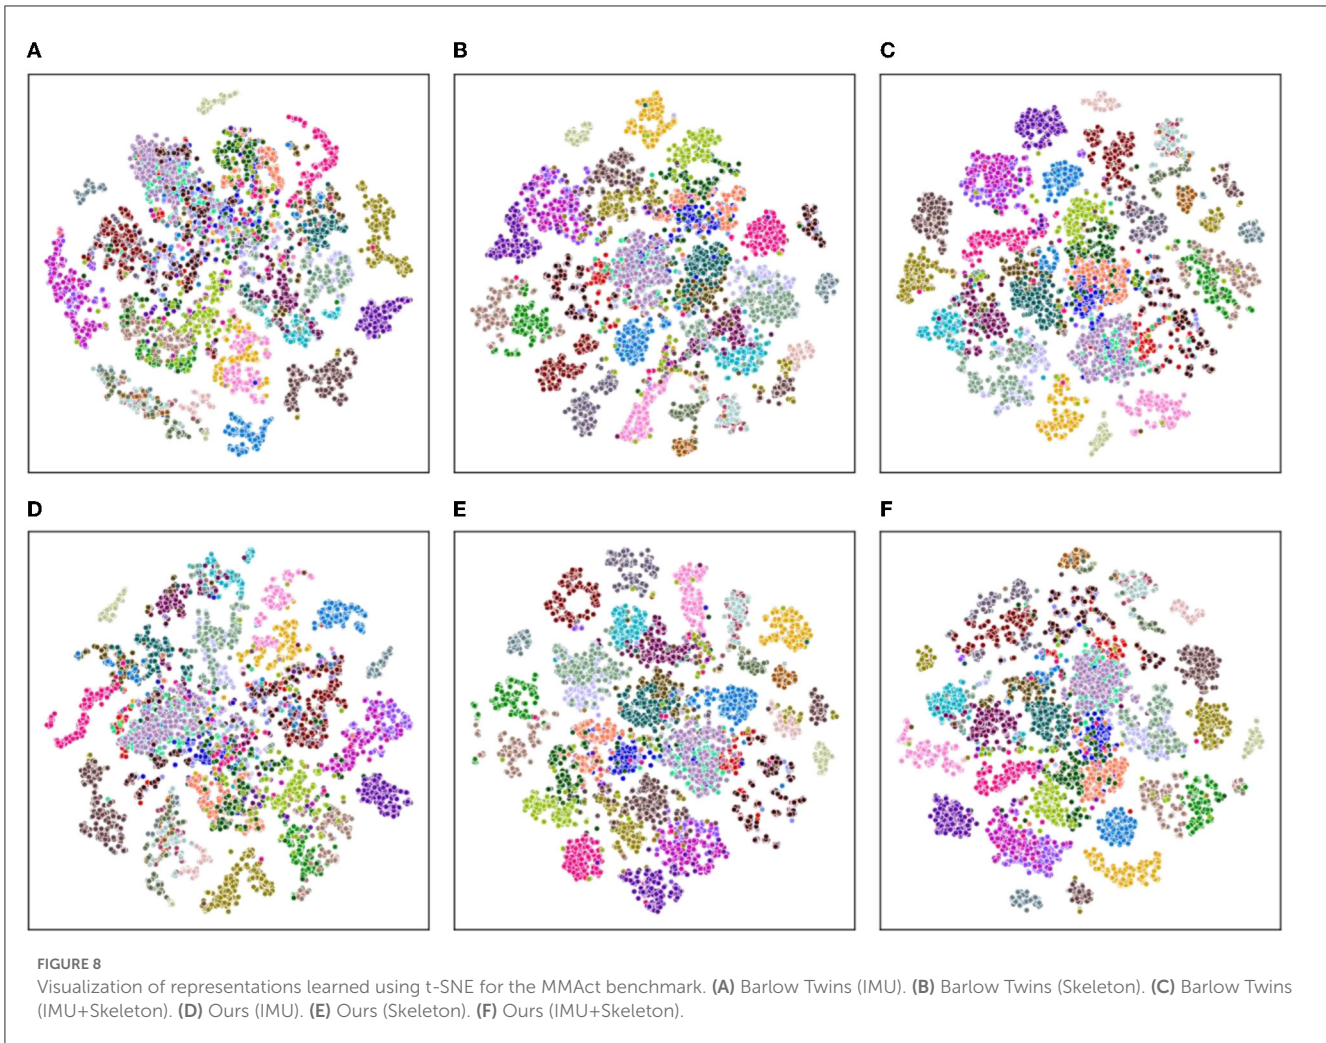 A
B
C
D
E
F
FIGURE 8
Visualization of representations learned using t-SNE for the MMAct benchmark. (A) Barlow Twins (IMU). (B) Barlow Twins (Skeleton). (C) Barlow Twins
(IMU+Skeleton). (D) Ours (IMU). (E) Ours (Skeleton). (F) Ours (IMU+Skeleton).